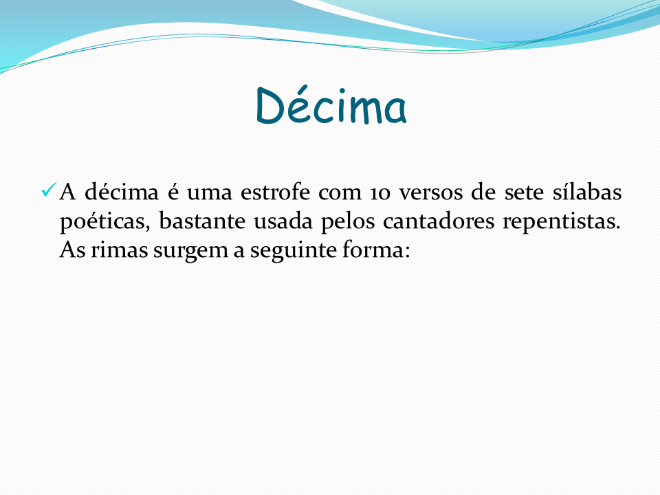 Décima
✓A décima é uma estrofe com 10 versos de sete sílabas
poéticas, bastante usada pelos cantadores repentistas.
As rimas surgem a seguinte forma: